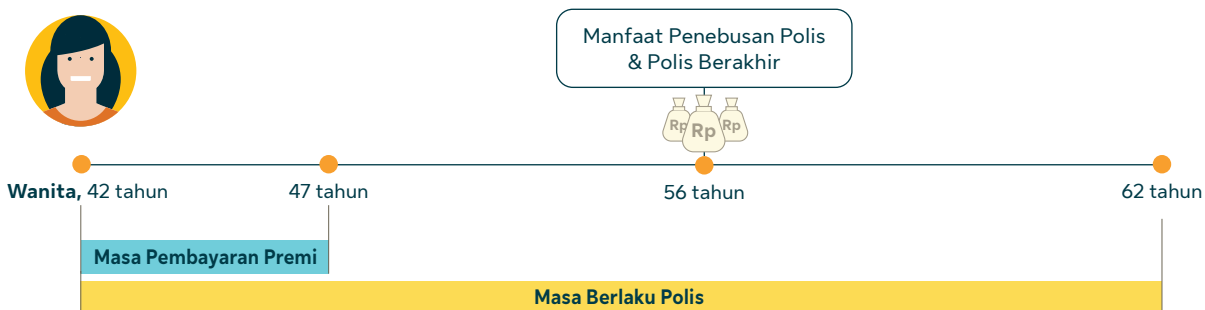 Manfaat Penebusan Polis
& Polis Berakhir
Rp Rp Rp
Wanita, 42 tahun
47 tahun
56 tahun
62 tahun
Masa Pembayaran Premi
Masa Berlaku Polis